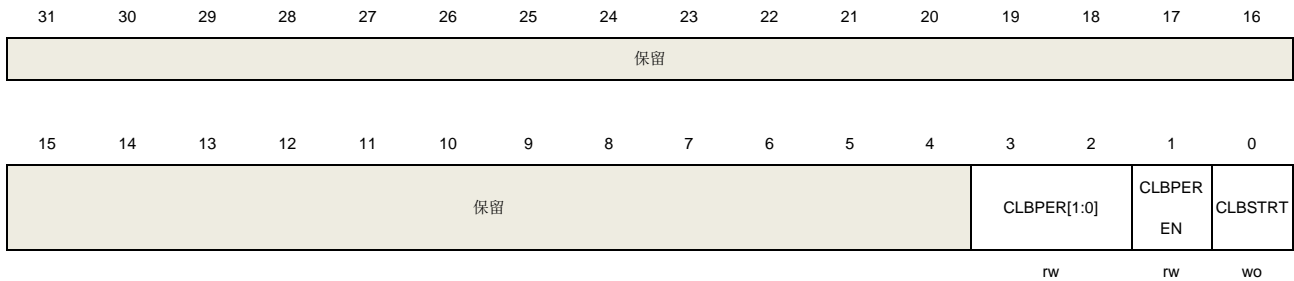 31 30 29 28 27 26 25 24 23 22 21 20 19 18 17 16
保留
15 14 13 12 11 10 9 8 7 6 5 4 3 2 1 0
保留 CLBPER[1:0] CLBPER EN CLBSTRT
rw rw wo